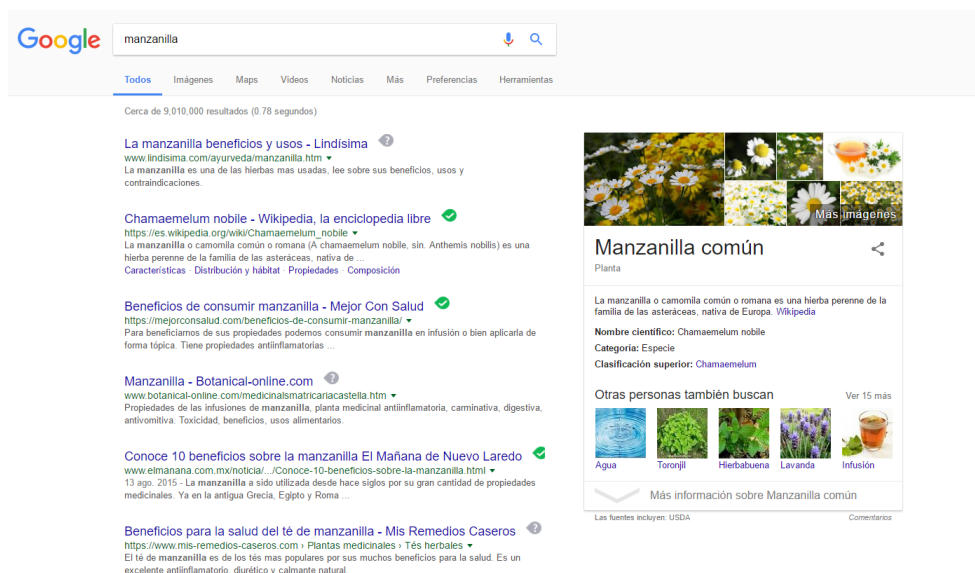 Google
manzanilla
Todos Imágenes Maps Videos Noticias Más Preferencias Herramientas
Cerca de 9,010,000 resultados (0.78 segundos)
La manzanilla beneficios y usos - Lindísima
www.lindisima.com/ayurveda/manzanilla.htm
La manzanilla es una de las hierbas mas usadas, lee sobre sus beneficios, usos y
contraindicaciones.
Chamaemelum nobile - Wikipedia, la enciclopedia libre
https://es.wikipedia.org/wiki/Chamaemelum_nobile
La manzanilla o camomila común o romana (A chamaemelum nobile, sin. Anthemis nobilis) es una
hierba perenne de la familia de las asteráceas, nativa de ...
Características · Distribución y hábitat · Propiedades · Composición
Beneficios de consumir manzanilla - Mejor Con Salud
https://mejorconsalud.com/beneficios-de-consumir-manzanilla/
Para beneficiarnos de sus propiedades podemos consumir manzanilla en infusión o bien aplicarla de
forma tópica. Tiene propiedades antiinflamatorias ...
Manzanilla - Botanical-online.com
www.botanical-online.com/medicinalsmatricariacastella.htm
Propiedades de las infusiones de manzanilla, planta medicinal antiinflamatoria, carminativa, digestiva,
antivomitiva. Toxicidad, beneficios, usos alimentarios.
Conoce 10 beneficios sobre la manzanilla El Mañana de Nuevo Laredo
www.elmanana.com.mx/noticia/.../Conoce-10-beneficios-sobre-la-manzanilla.html
13 ago. 2015 - La manzanilla a sido utilizada desde hace siglos por su gran cantidad de propiedades
medicinales. Ya en la antigua Grecia, Egipto y Roma ...
Beneficios para la salud del té de manzanilla - Mis Remedios Caseros
https://www.mis-remedios-caseros.com › Plantas medicinales › Tés herbales
El té de manzanilla es de los tés mas populares por sus muchos beneficios para la salud. Es un
excelente antiinflamatorio, diurético y calmante natural.
Más imágenes
Manzanilla común
Planta
La manzanilla o camomila común o romana es una hierba perenne de la
familia de las asteráceas, nativa de Europa. Wikipedia
Nombre científico: Chamaemelum nobile
Categoría: Especie
Clasificación superior: Chamaemelum
Otras personas también buscan Ver 15 más
Agua Toronjil Hierbabuena Lavanda Infusión
Más información sobre Manzanilla común
Las fuentes incluyen: USDA Comentarios